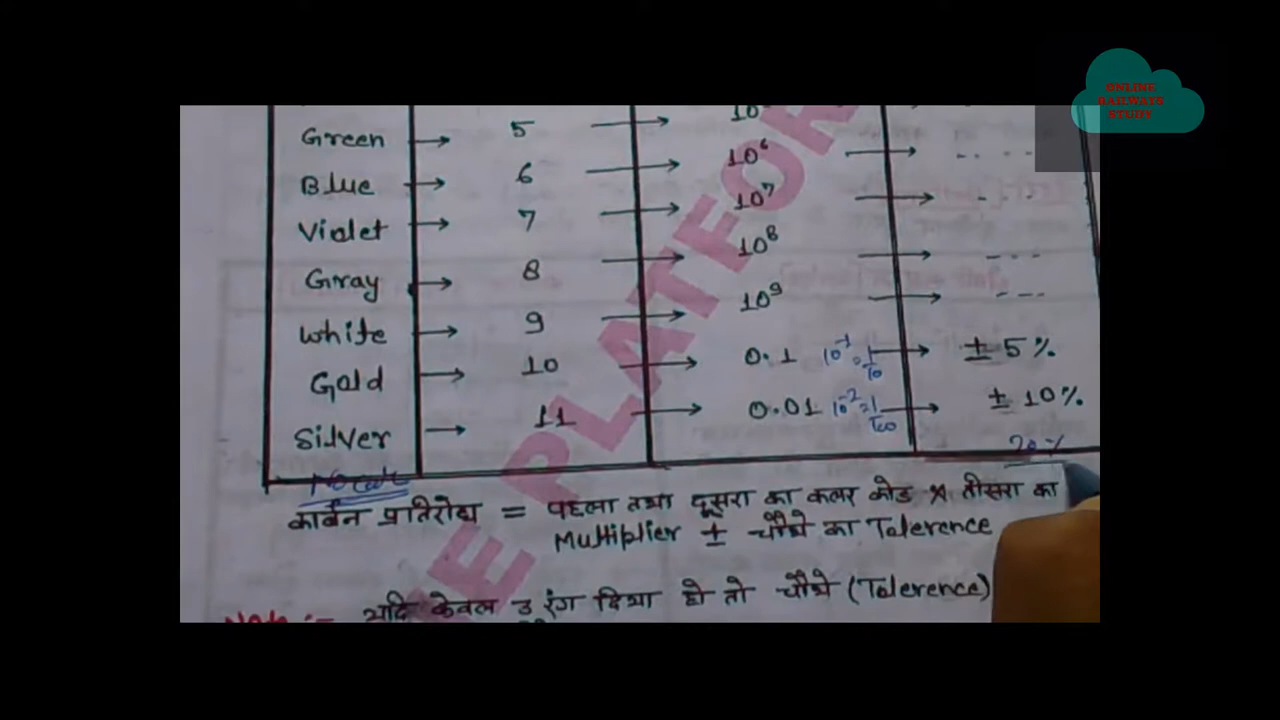 ONLINE
RAILWAYS
STUDY
10
Green → 5 → 10⁶ → - - - -
Blue → 6 → 10⁷ → - - -
Violet → 7 → 10⁸ → - - -
Gray → 8 → 10⁹ → - - -
White → 9 → 0.1 10⁻¹ = 1/10 → ± 5%
Gold → 10 → 0.01 10⁻² = 1/100 → ± 10%
Silver → 11
20%
कार्बन प्रतिरोध = पहला तथा दूसरा का कलर कोड × तीसरा का
Multiplier ± चौथे का Tolerence
यदि केवल 3 रंग दिया हो तो चौथे (Tolerence)
E PLATFOR